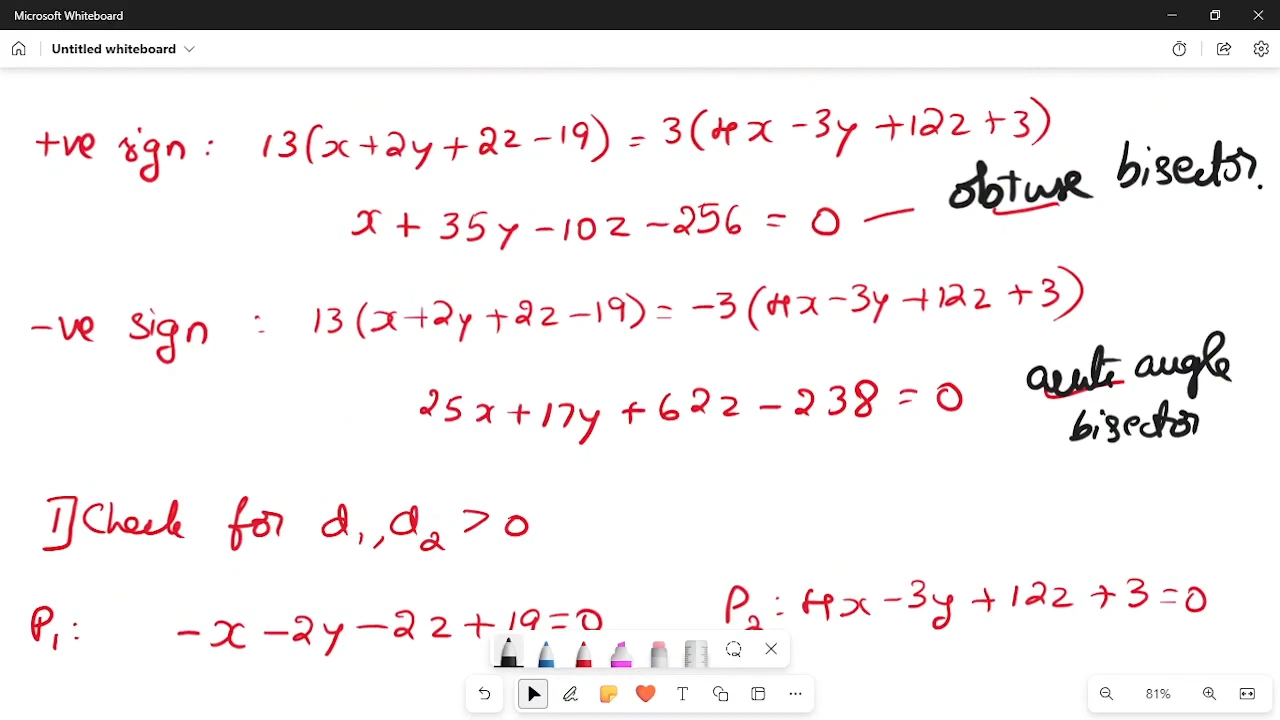 Microsoft Whiteboard
Untitled whiteboard
+ve sign : 13(x+2y+2z-19) = 3(4x-3y+12z+3)
x + 35y - 10z - 256 = 0 — obtuse bisector.
-ve sign : 13(x+2y+2z-19) = -3(4x-3y+12z+3)
25x + 17y + 62z - 238 = 0
acute angle
bisector
1] Check for d₁, d₂ > 0
P₁ : -x - 2y - 2z + 19 = 0
P₂ : 4x - 3y + 12z + 3 = 0
81%